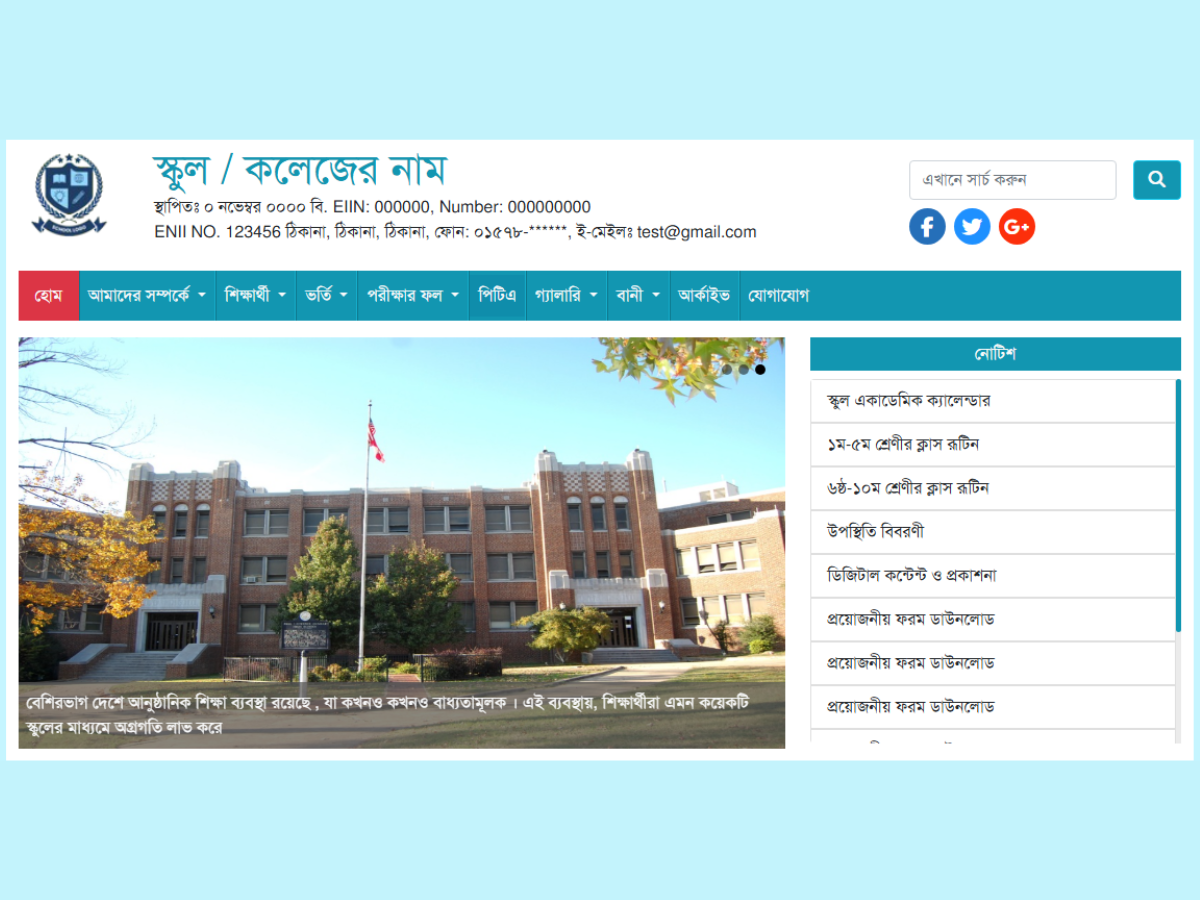 স্কুল / কলেজের নাম
স্থাপিতঃ ০ নভেম্বর ০০০০ বি. EIIN: 000000, Number: 000000000
ENII NO. 123456 ঠিকানা, ঠিকানা, ঠিকানা, ফোন: ০১৫৭৮-******, ই-মেইলঃ test@gmail.com
SCHOOL LOGO
এখানে সার্চ করুন
f G+
হোম আমাদের সম্পর্কে শিক্ষার্থী ভর্তি পরীক্ষার ফল পিটিএ গ্যালারি বানী আর্কাইভ যোগাযোগ
বেশিরভাগ দেশে আনুষ্ঠানিক শিক্ষা ব্যবস্থা রয়েছে , যা কখনও কখনও বাধ্যতামূলক । এই ব্যবস্থায়, শিক্ষার্থীরা এমন কয়েকটি
স্কুলের মাধ্যমে অগ্রগতি লাভ করে
নোটিশ
স্কুল একাডেমিক ক্যালেন্ডার
১ম-৫ম শ্রেণীর ক্লাস রূটিন
৬ষ্ঠ-১০ম শ্রেণীর ক্লাস রূটিন
উপস্থিতি বিবরণী
ডিজিটাল কন্টেন্ট ও প্রকাশনা
প্রয়োজনীয় ফরম ডাউনলোড
প্রয়োজনীয় ফরম ডাউনলোড
প্রয়োজনীয় ফরম ডাউনলোড